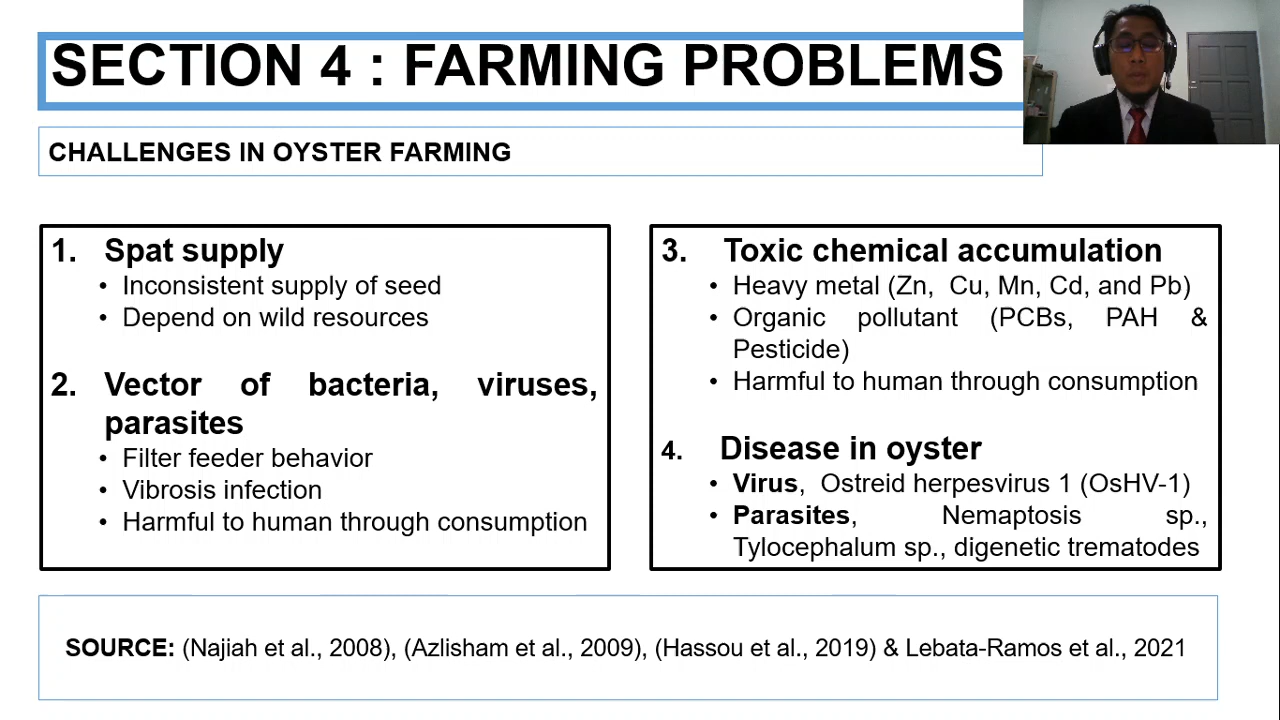 SECTION 4 : FARMING PROBLEMS
CHALLENGES IN OYSTER FARMING
1. Spat supply
• Inconsistent supply of seed
• Depend on wild resources
2. Vector of bacteria, viruses,
parasites
• Filter feeder behavior
• Vibrosis infection
• Harmful to human through consumption
3. Toxic chemical accumulation
• Heavy metal (Zn, Cu, Mn, Cd, and Pb)
• Organic pollutant (PCBs, PAH &
Pesticide)
• Harmful to human through consumption
4. Disease in oyster
• Virus, Ostreid herpesvirus 1 (OsHV-1)
• Parasites, Nemaptosis sp.,
Tylocephalum sp., digenetic trematodes
SOURCE: (Najiah et al., 2008), (Azlisham et al., 2009), (Hassou et al., 2019) & Lebata-Ramos et al., 2021